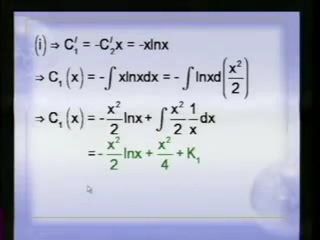 (i) ⇒ C₁′ = -C₂′x = -xlnx
⇒ C₁(x) = -∫xlnxdx = -∫lnxd(x²/2)
⇒ C₁(x) = -x²/2 lnx + ∫x²/2 1/x dx
= -x²/2 lnx + x²/4 + K₁